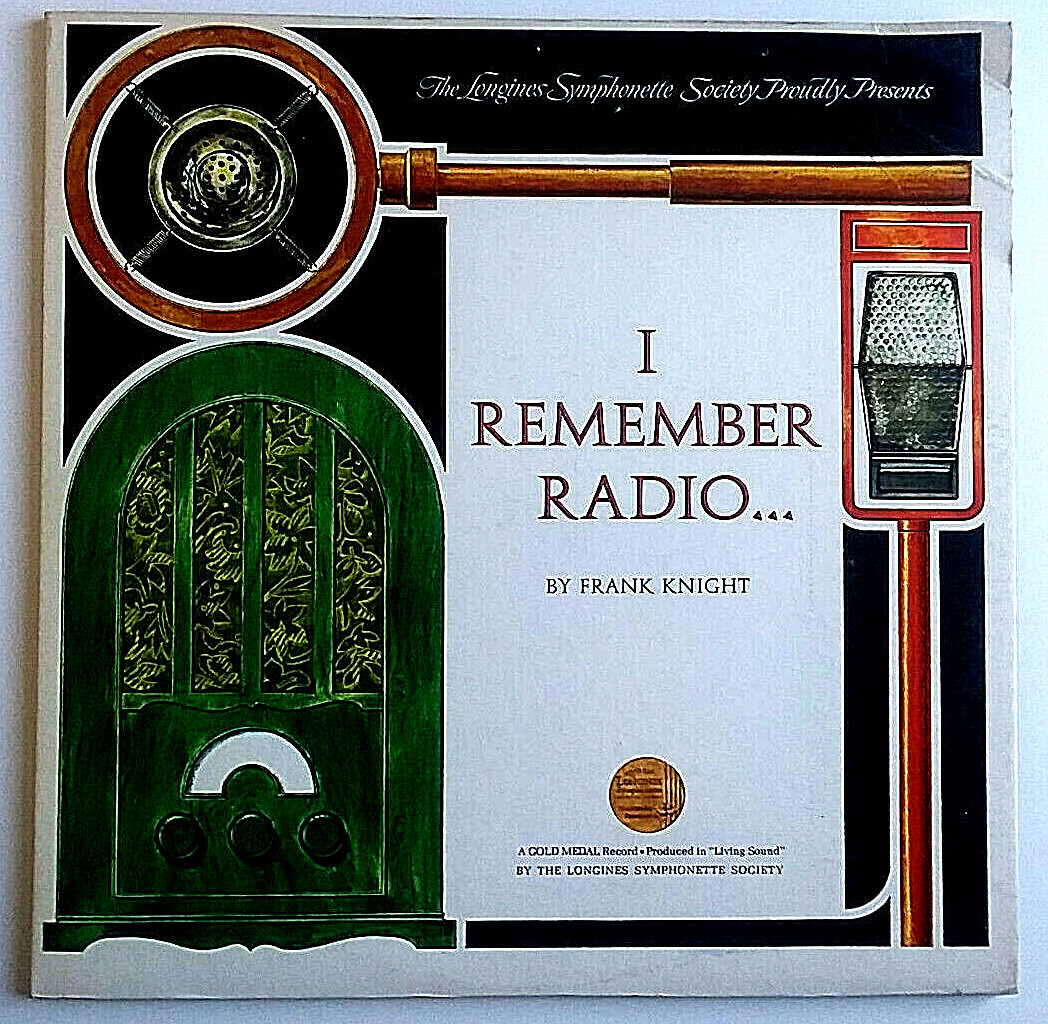 The Longines Symphonette Society Proudly Presents
I
REMEMBER
RADIO...
BY FRANK KNIGHT
LONGINES
A GOLD MEDAL Record • Produced in "Living Sound"
BY THE LONGINES SYMPHONETTE SOCIETY